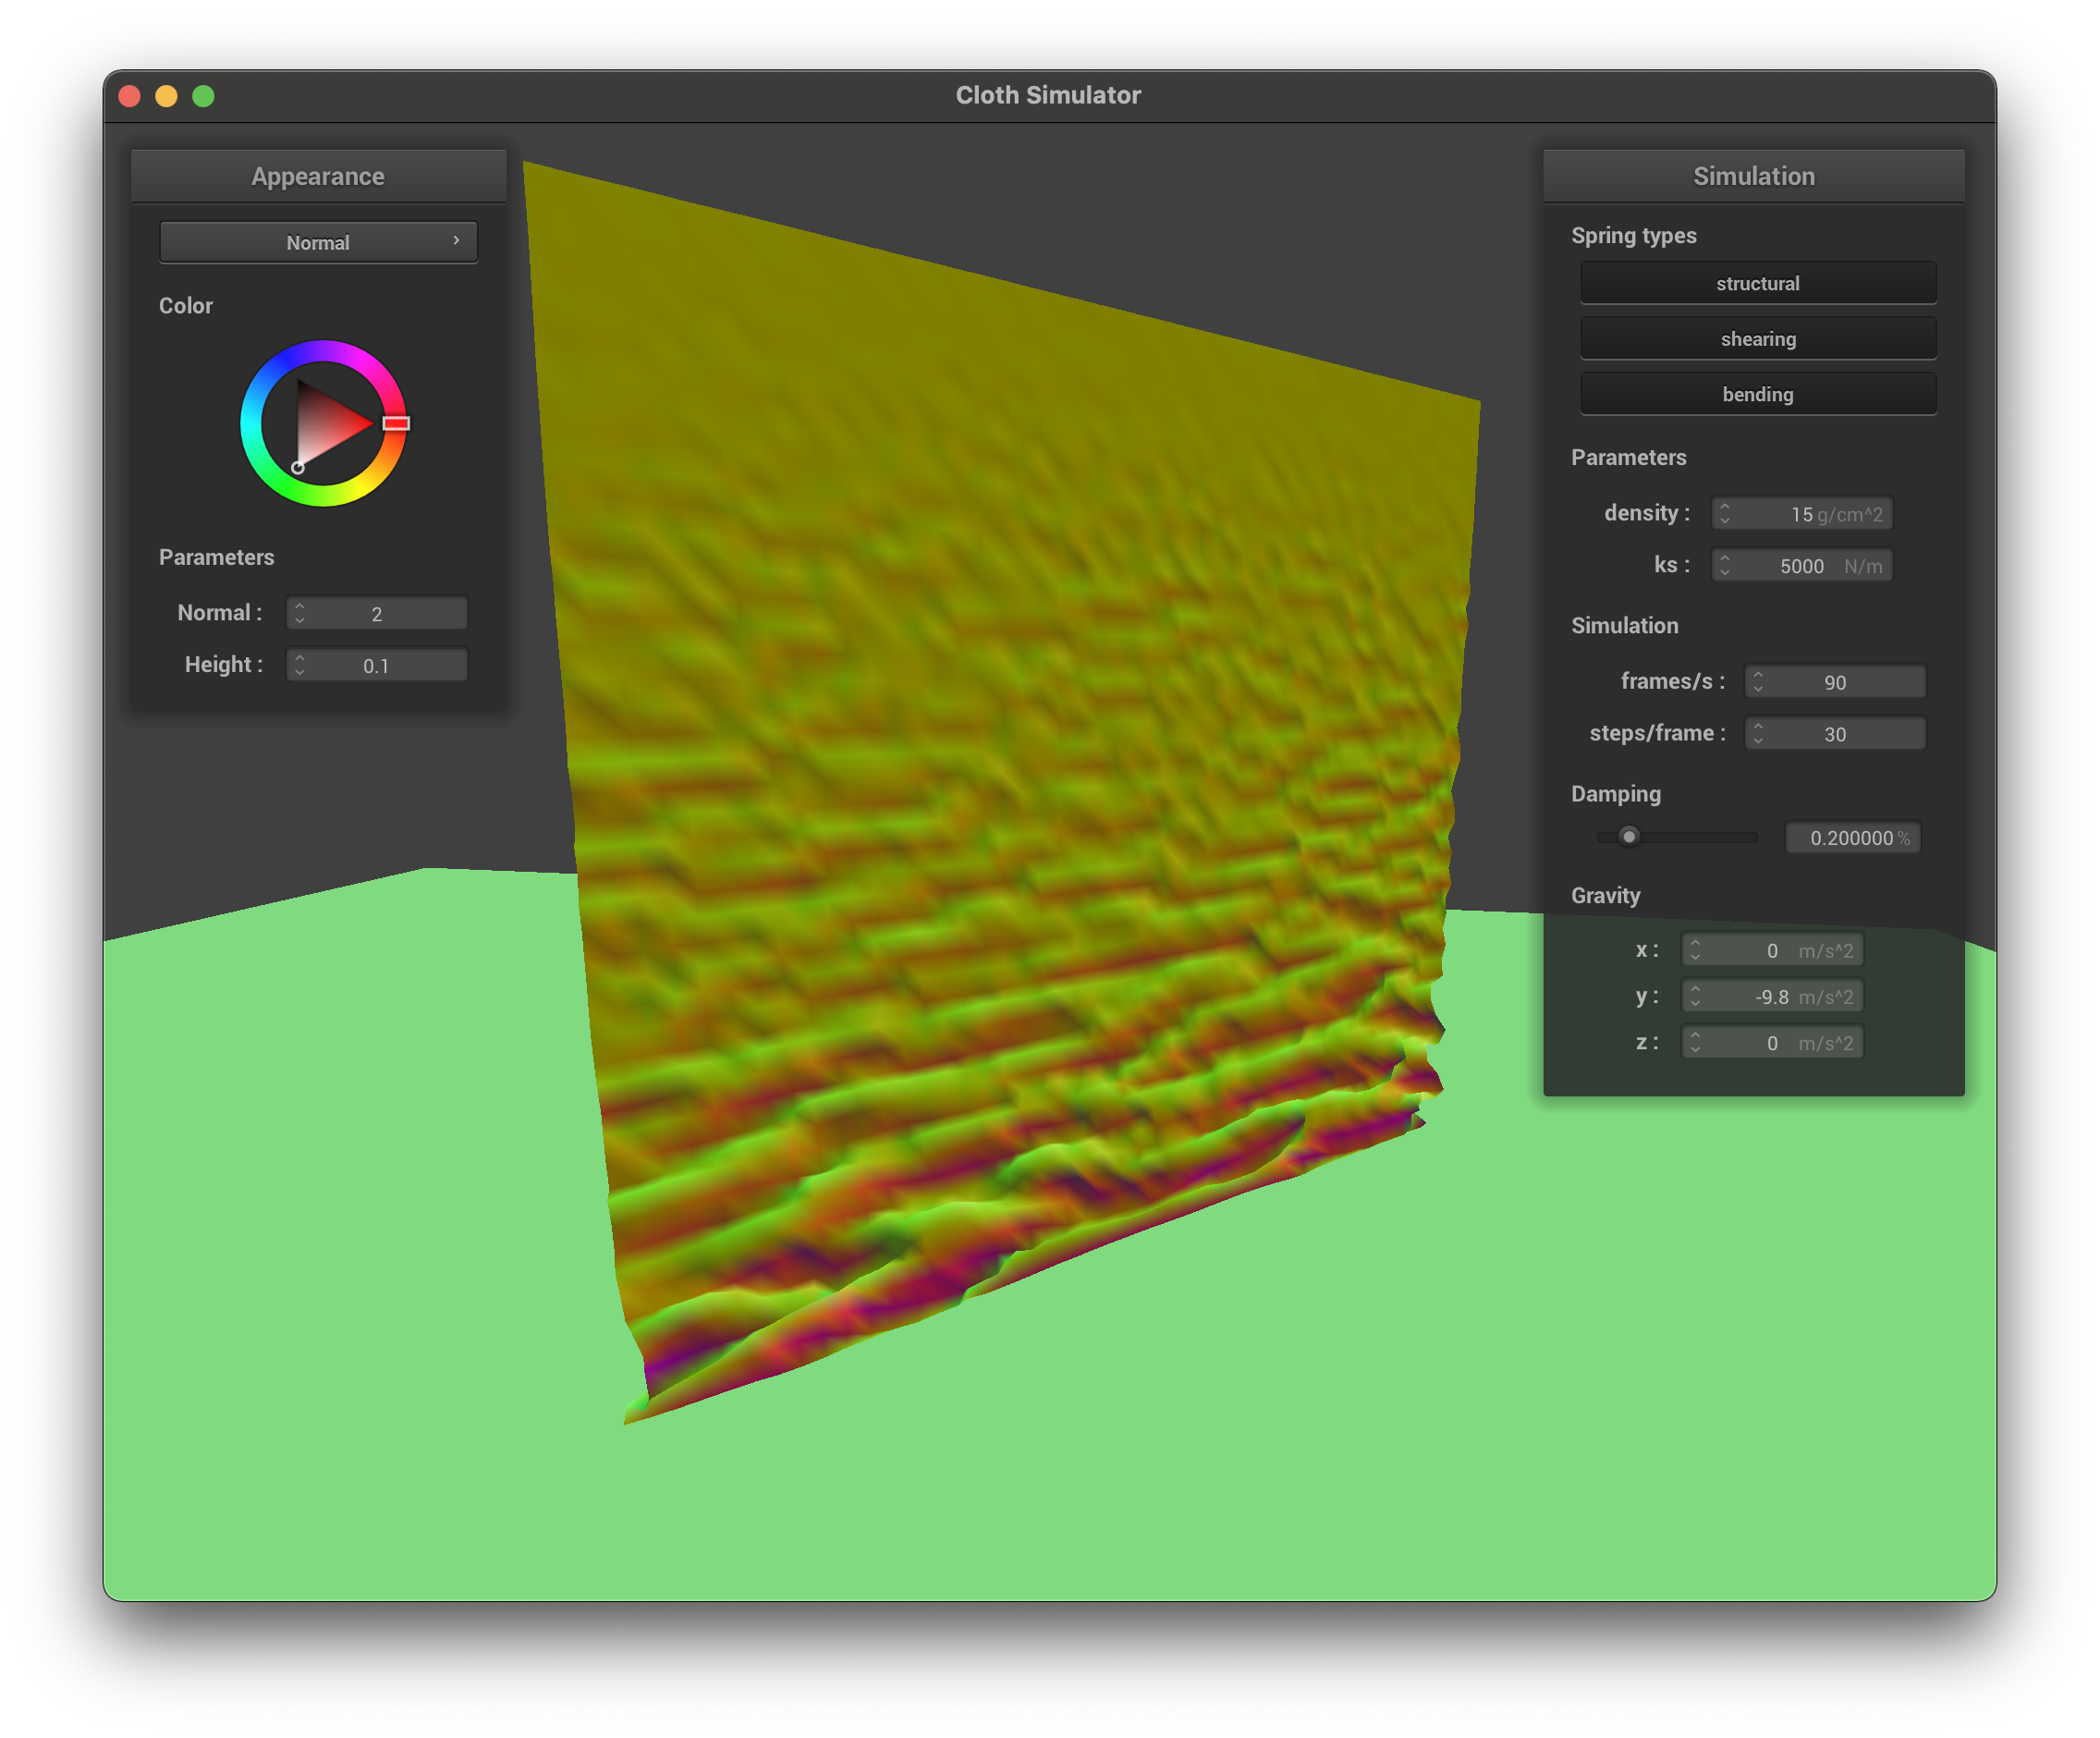 Cloth Simulator
Appearance
Normal
Color
Parameters
Normal : 2
Height : 0.1
Simulation
Spring types
structural
shearing
bending
Parameters
density : 15 g/cm^2
ks : 5000 N/m
Simulation
frames/s : 90
steps/frame : 30
Damping
0.200000 %
Gravity
x : 0 m/s^2
y : -9.8 m/s^2
z : 0 m/s^2